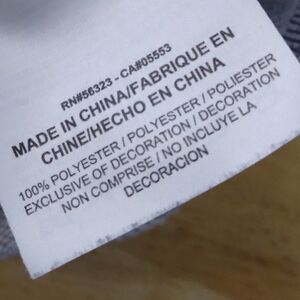 RN#56323 - CA#05553
MADE IN CHINA/FABRIQUE EN
CHINE/HECHO EN CHINA
100% POLYESTER / POLYESTER / POLIESTER
EXCLUSIVE OF DECORATION / DECORATION
NON COMPRISE / NO INCLUYE LA
DECORACION